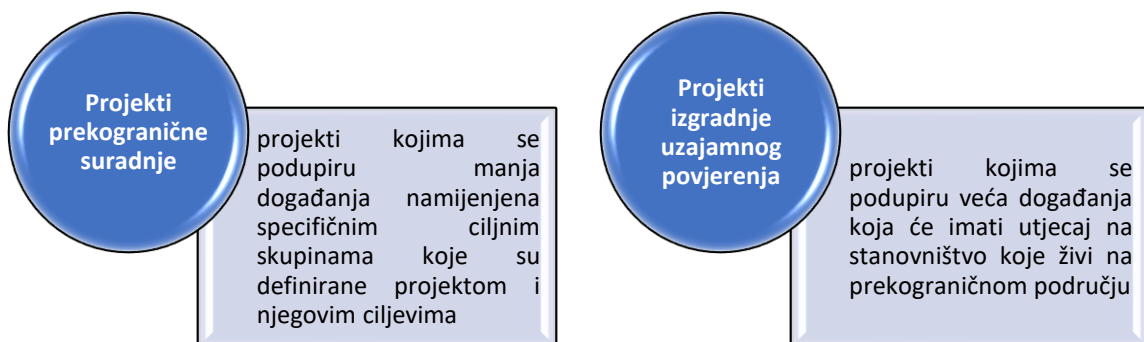 Projekti
prekogranične
suradnje
projekti kojima se
podupiru manja
događanja namijenjena
specifičnim ciljnim
skupinama koje su
definirane projektom i
njegovim ciljevima
Projekti
izgradnje
uzajamnog
povjerenja
projekti kojima se
podupiru veća događanja
koja će imati utjecaj na
stanovništvo koje živi na
prekograničnom području